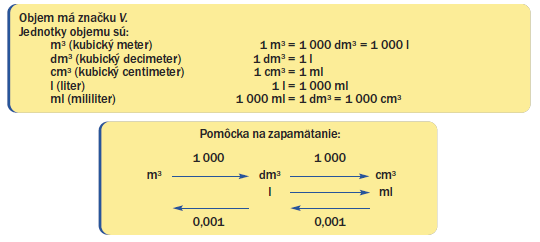 Objem má značku V.
Jednotky objemu sú:
m³ (kubický meter) 1 m³ = 1 000 dm³ = 1 000 l
dm³ (kubický decimeter) 1 dm³ = 1 l
cm³ (kubický centimeter) 1 cm³ = 1 ml
l (liter) 1 l = 1 000 ml
ml (mililiter) 1 000 ml = 1 dm³ = 1 000 cm³
Pomôcka na zapamätanie:
1 000 1 000
m³ dm³ cm³
l ml
0,001 0,001